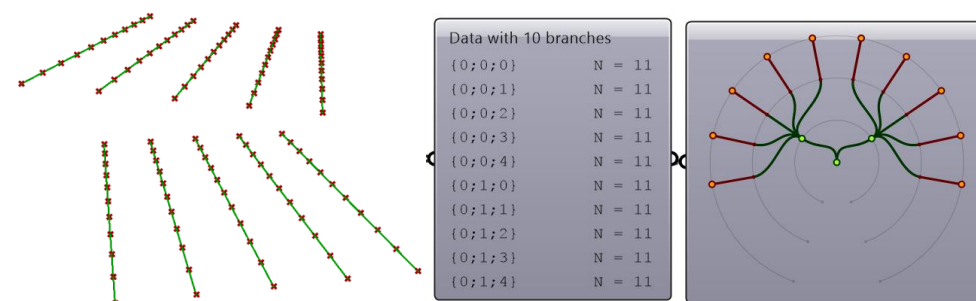 Data with 10 branches
{0;0;0} N = 11
{0;0;1} N = 11
{0;0;2} N = 11
{0;0;3} N = 11
{0;0;4} N = 11
{0;1;0} N = 11
{0;1;1} N = 11
{0;1;2} N = 11
{0;1;3} N = 11
{0;1;4} N = 11